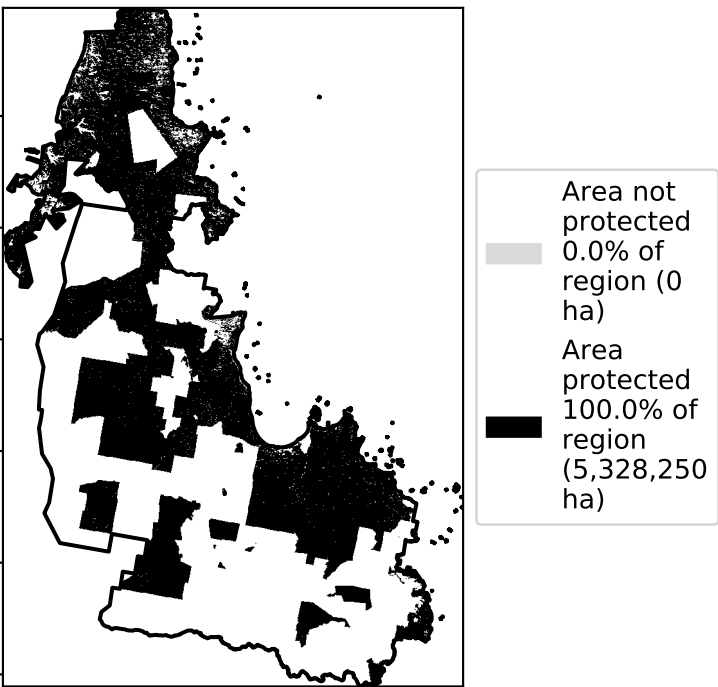 Area not
protected
0.0% of
region (0
ha)
Area
protected
100.0% of
region
(5,328,250
ha)